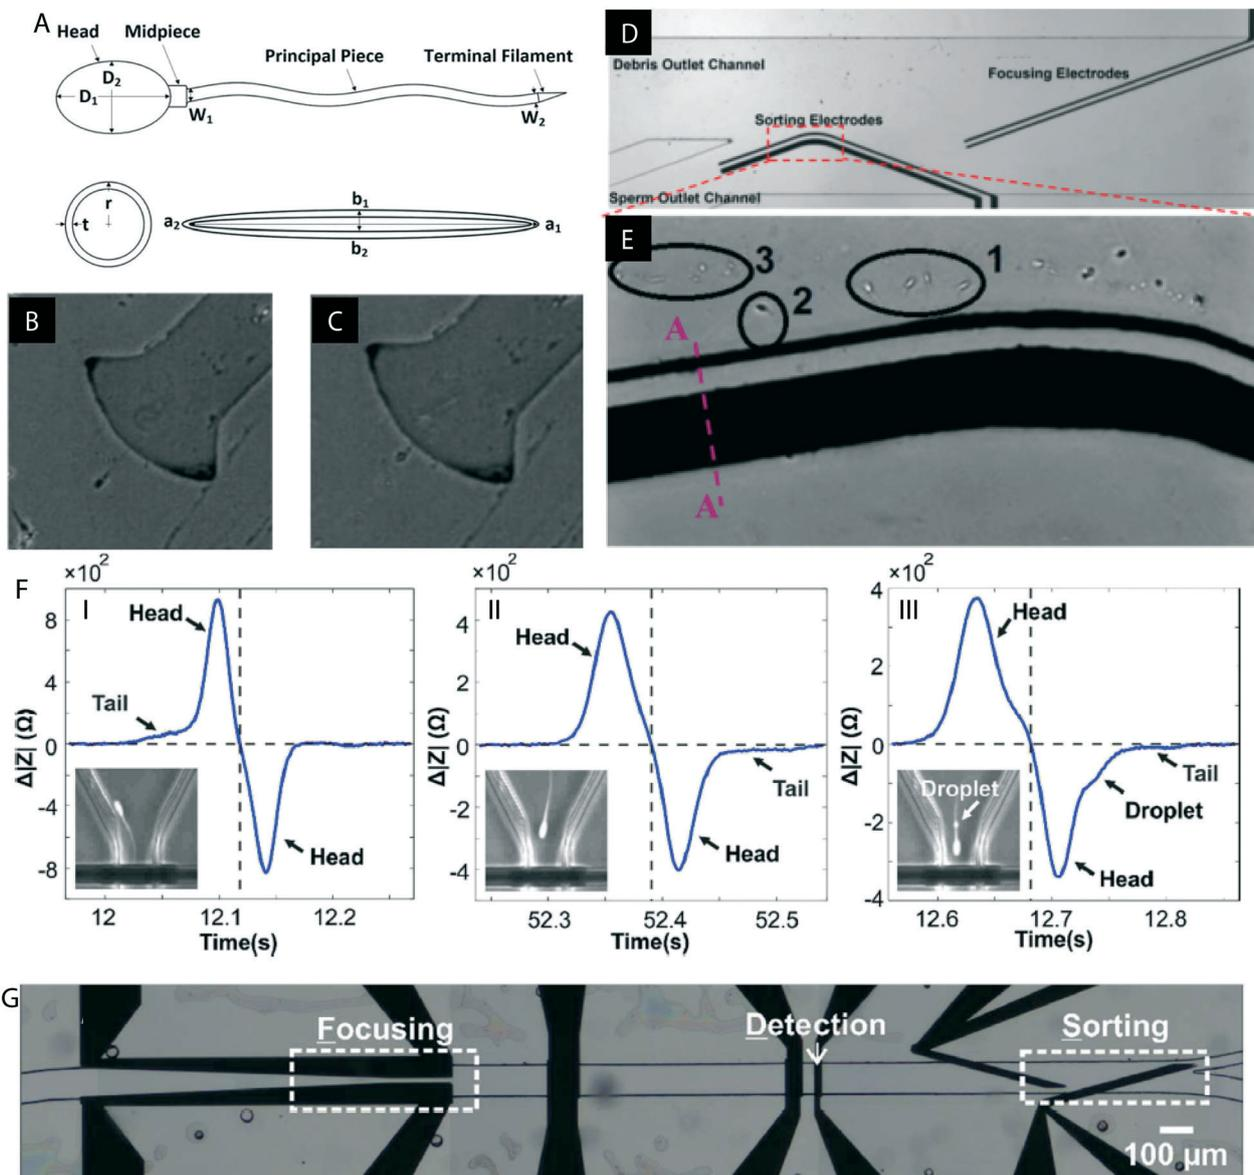 A
Head
Midpiece
Principal Piece
Terminal Filament
D₂
D₁
W₁
W₂
r
t
b₁
a₂
a₁
b₂
B
C
D
Debris Outlet Channel
Focusing Electrodes
Sorting Electrodes
Sperm Outlet Channel
E
3
1
2
A
A'
F
×10²
I
Head
Tail
Head
8
4
0
-4
-8
Δ|Z| (Ω)
12
12.1
12.2
Time(s)
×10²
II
Head
Tail
Head
4
2
0
-2
-4
Δ|Z| (Ω)
52.3
52.4
52.5
Time(s)
×10²
III
Head
Droplet
Tail
Droplet
Head
4
2
0
-2
-4
Δ|Z| (Ω)
12.6
12.7
12.8
Time(s)
G
Focusing
Detection
Sorting
100 µm